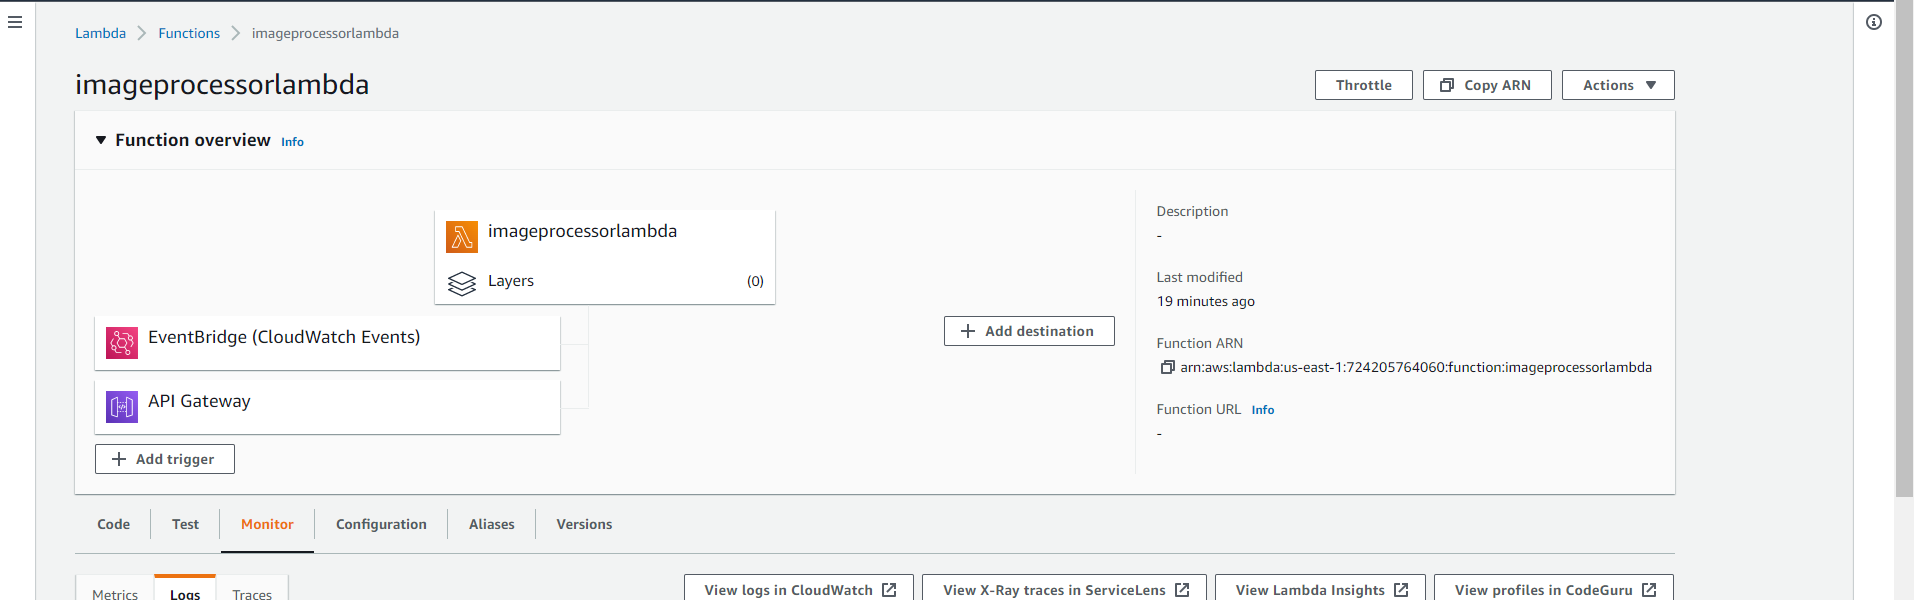 Lambda > Functions > imageprocessorlambda
imageprocessorlambda
Throttle
Copy ARN
Actions
Function overview Info
imageprocessorlambda
Layers (0)
EventBridge (CloudWatch Events)
API Gateway
+ Add trigger
+ Add destination
Description
-
Last modified
19 minutes ago
Function ARN
arn:aws:lambda:us-east-1:724205764060:function:imageprocessorlambda
Function URL Info
-
Code
Test
Monitor
Configuration
Aliases
Versions
Metrics
Logs
Traces
View logs in CloudWatch
View X-Ray traces in ServiceLens
View Lambda Insights
View profiles in CodeGuru